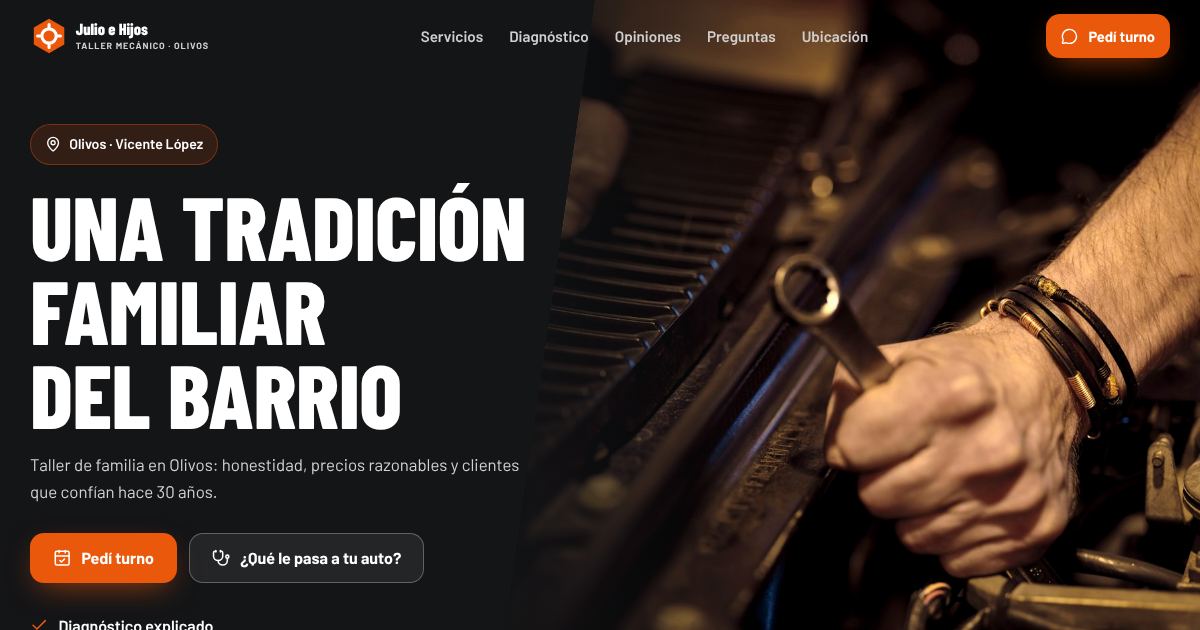 Julio e Hijos
TALLER MECÁNICO · OLIVOS
Servicios
Diagnóstico
Opiniones
Preguntas
Ubicación
Pedí turno
Olivos · Vicente López
UNA TRADICIÓN
FAMILIAR
DEL BARRIO
Taller de familia en Olivos: honestidad, precios razonables y clientes
que confían hace 30 años.
Pedí turno
¿Qué le pasa a tu auto?
Diagnóstico explicado